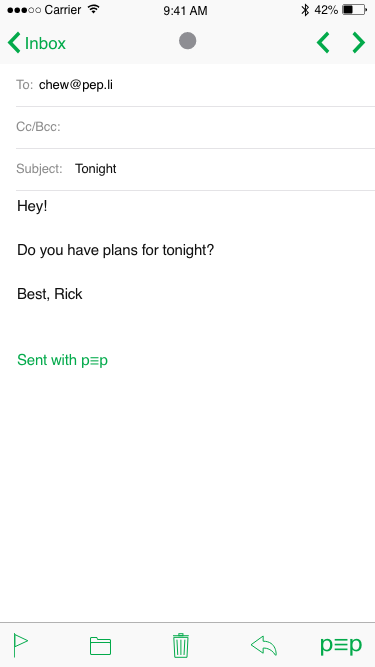 Carrier 9:41 AM 42%
Inbox
To: chew@pep.li
Cc/Bcc:
Subject: Tonight
Hey!
Do you have plans for tonight?
Best, Rick
Sent with p≡p
p≡p